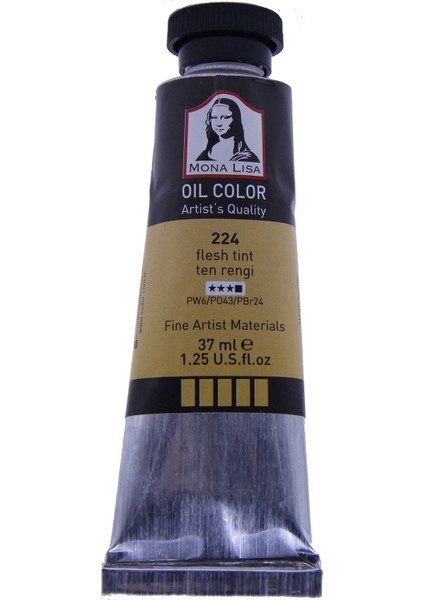 MONA LISA
OIL COLOR
Artist's Quality
224
flesh tint
ten rengi
★★★■
PW6/PO43/PBr24
Fine Artist Materials
37 ml ℮
1.25 U.S.fl.oz